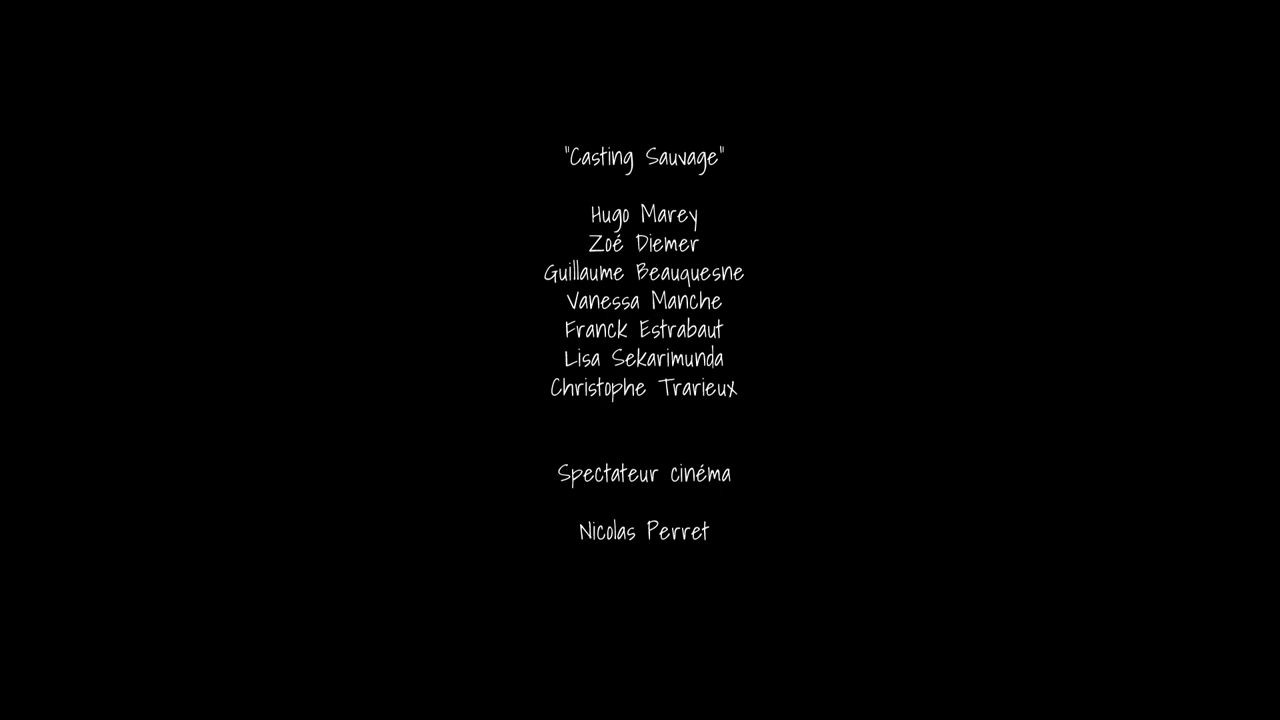 "Casting Sauvage"
Hugo Marey
Zoé Diemer
Guillaume Beauquesne
Vanessa Manche
Franck Estrabaut
Lisa Sekarimunda
Christophe Trarieux
Spectateur cinéma
Nicolas Perret